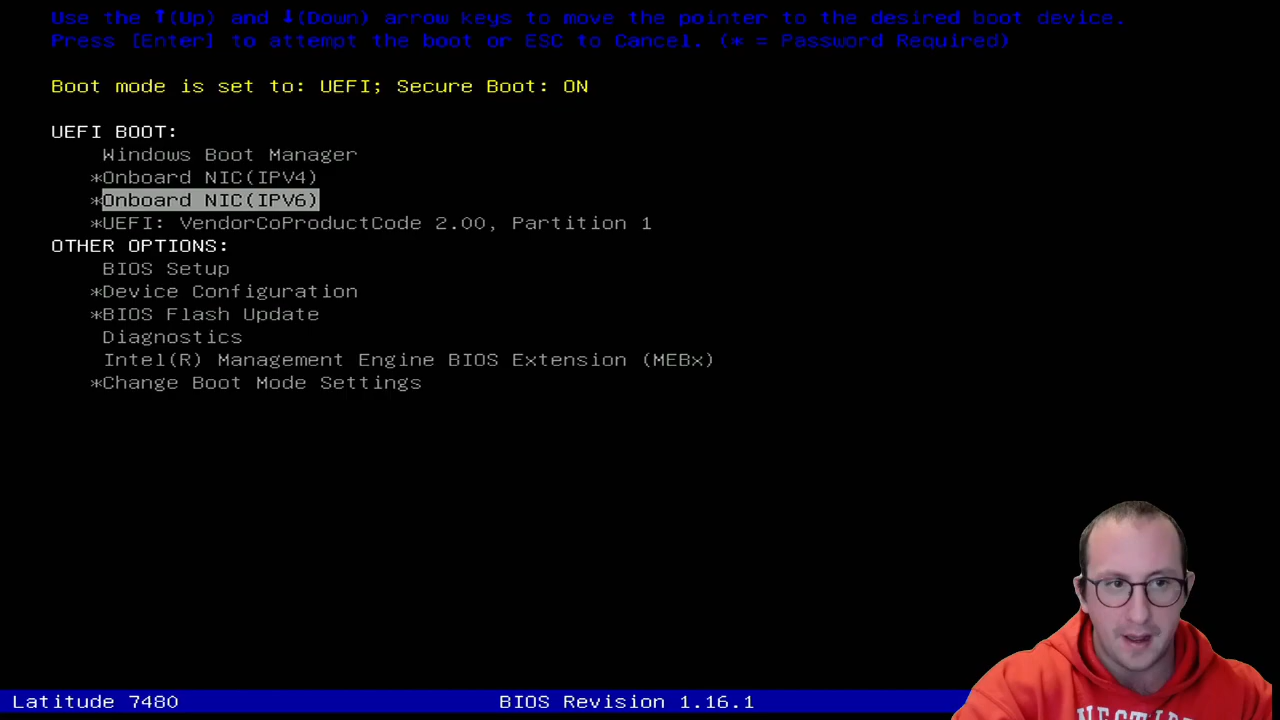 Use the ↑(Up) and ↓(Down) arrow keys to move the pointer to the desired boot device.
Press [Enter] to attempt the boot or ESC to Cancel. (* = Password Required)
Boot mode is set to: UEFI; Secure Boot: ON
UEFI BOOT:
Windows Boot Manager
*Onboard NIC(IPV4)
*Onboard NIC(IPV6)
*UEFI: VendorCoProductCode 2.00, Partition 1
OTHER OPTIONS:
BIOS Setup
*Device Configuration
*BIOS Flash Update
Diagnostics
Intel(R) Management Engine BIOS Extension (MEBx)
*Change Boot Mode Settings
Latitude 7480
BIOS Revision 1.16.1